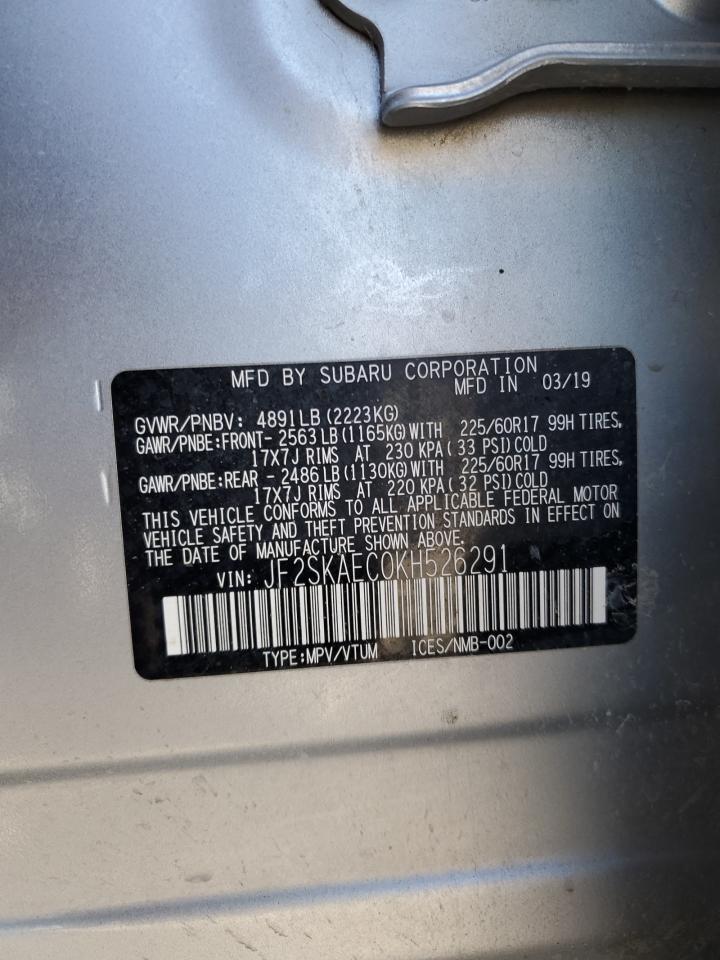 MFD BY SUBARU CORPORATION
MFD IN 03/19
GVWR/PNBV: 4891LB (2223KG)
GAWR/PNBE:FRONT- 2563LB(1165KG)WITH 225/60R17 99H TIRES,
17X7J RIMS AT 230 KPA( 33 PSI)COLD
GAWR/PNBE:REAR - 2486LB(1130KG)WITH 225/60R17 99H TIRES,
17X7J RIMS AT 220 KPA( 32 PSI)COLD
THIS VEHICLE CONFORMS TO ALL APPLICABLE FEDERAL MOTOR
VEHICLE SAFETY AND THEFT PREVENTION STANDARDS IN EFFECT ON
THE DATE OF MANUFACTURE SHOWN ABOVE.
VIN: JF2SKAEC0KH526291
TYPE:MPV/VTUM ICES/NMB-002